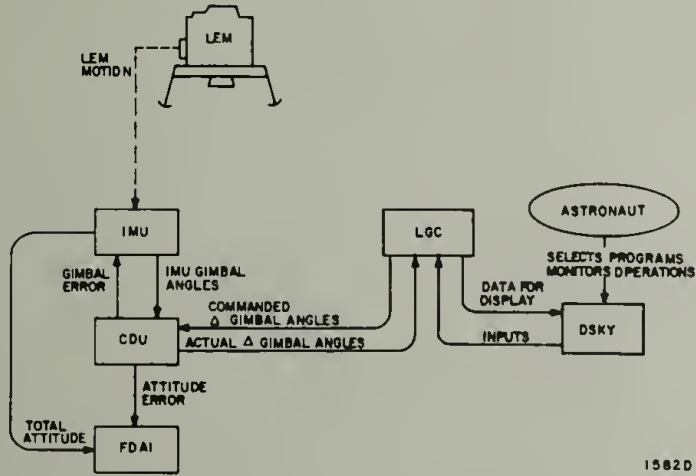 LEM
LEM
MOTION
IMU
LGC
ASTRONAUT
GIMBAL
ERROR
IMU GIMBAL
ANGLES
SELECTS PROGRAMS
MONITORS OPERATIONS
DATA FOR
DISPLAY
COMMANDED
Δ GIMBAL ANGLES
CDU
ACTUAL Δ GIMBAL ANGLES
INPUTS
DSKY
ATTITUDE
ERROR
TOTAL
ATTITUDE
FDAI
1582D